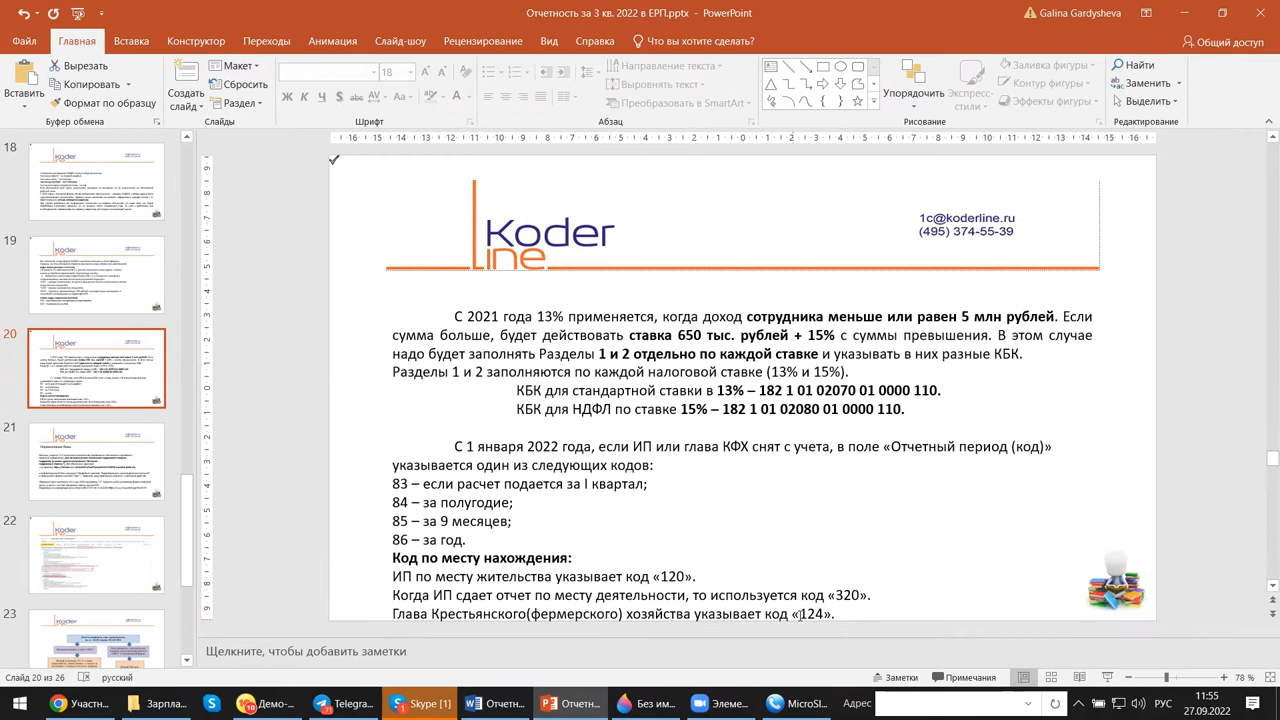 Отчет 6-НДФЛ и ЕРП.pptx - PowerPoint
Общий доступ
Файл Главная Вставка Конструктор Переходы Анимация Слайд-шоу Рецензирование Вид Справка Что вы хотите сделать?
Вставить
Вырезать
Копировать
Формат по образцу
Буфер обмена
Создать слайд
Макет
Сбросить
Раздел
Слайды
18
Шрифт
Направление текста
Выровнять текст
Преобразовать в SmartArt
Абзац
Упорядочить
Экспресс-стили
Заливка фигуры
Контур фигуры
Эффекты фигуры
Рисование
Найти
Заменить
Выделить
Редактирование
18
19
20
21
22
23
Koder
line
1c@koderline.ru
(495) 374-55-39
С 2021 года 13% применяется, когда доход сотрудника меньше или равен 5 млн рублей. Если
сумма больше, будет действовать ставка 650 тыс. рублей + 15% с суммы превышения. В этом случае
надо будет заполнять Разделы 1 и 2 отдельно по каждой ставке и указывать в них разные КБК.
Разделы 1 и 2 заполняются по каждой налоговой ставке (13% и 15%).
КБК для стандартной ставки в 13% – 182 1 01 02070 01 0000 110.
КБК для НДФЛ по ставке 15% – 182 1 01 02080 01 0000 110.
С 1 января 2022 года, если ИП или глава КФХ снят с учета, в поле «Отчетный период (код)»
указывается один из следующих кодов:
83 – если расчет подается за I квартал;
84 – за полугодие;
85 – за 9 месяцев;
86 – за год.
Код по месту нахождения:
ИП по месту жительства указывает код «120».
Когда ИП сдает отчет по месту деятельности, то используется код «320».
Глава Крестьянского(фермерского) хозяйства указывает код «124».
Щелкните, чтобы добавить заметки
Слайд 20 из 26 русский Заметки Примечания 78 %
Участн... Зарпла... Демо-... Telegra... Skype [1] Отчетн... Отчетн... Без им... Элеме... MicroSI... Адрес РУС
11:55
27.09.2022